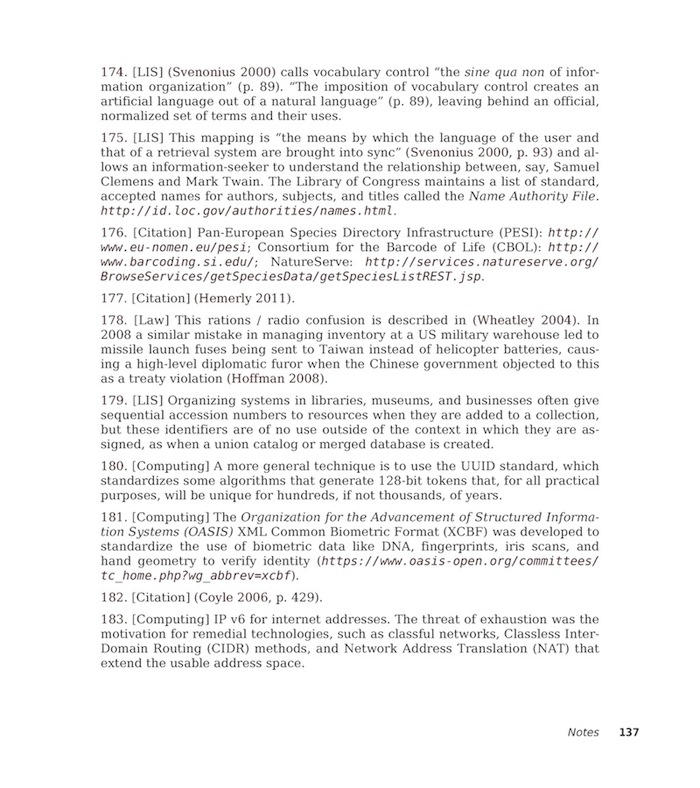 174. [LIS] (Svenonius 2000) calls vocabulary control “the sine qua non of infor-
mation organization” (p. 89). “The imposition of vocabulary control creates an
artificial language out of a natural language” (p. 89), leaving behind an official,
normalized set of terms and their uses.
175. [LIS] This mapping is “the means by which the language of the user and
that of a retrieval system are brought into sync” (Svenonius 2000, p. 93) and al-
lows an information-seeker to understand the relationship between, say, Samuel
Clemens and Mark Twain. The Library of Congress maintains a list of standard,
accepted names for authors, subjects, and titles called the Name Authority File.
http://id.loc.gov/authorities/names.html.
176. [Citation] Pan-European Species Directory Infrastructure (PESI): http://
www.eu-nomen.eu/pesi; Consortium for the Barcode of Life (CBOL): http://
www.barcoding.si.edu/; NatureServe: http://services.natureserve.org/
BrowseServices/getSpeciesData/getSpeciesListREST.jsp.
177. [Citation] (Hemerly 2011).
178. [Law] This rations / radio confusion is described in (Wheatley 2004). In
2008 a similar mistake in managing inventory at a US military warehouse led to
missile launch fuses being sent to Taiwan instead of helicopter batteries, caus-
ing a high-level diplomatic furor when the Chinese government objected to this
as a treaty violation (Hoffman 2008).
179. [LIS] Organizing systems in libraries, museums, and businesses often give
sequential accession numbers to resources when they are added to a collection,
but these identifiers are of no use outside of the context in which they are as-
signed, as when a union catalog or merged database is created.
180. [Computing] A more general technique is to use the UUID standard, which
standardizes some algorithms that generate 128-bit tokens that, for all practical
purposes, will be unique for hundreds, if not thousands, of years.
181. [Computing] The Organization for the Advancement of Structured Informa-
tion Systems (OASIS) XML Common Biometric Format (XCBF) was developed to
standardize the use of biometric data like DNA, fingerprints, iris scans, and
hand geometry to verify identity (https://www.oasis-open.org/committees/
tc_home.php?wg_abbrev=xcbf).
182. [Citation] (Coyle 2006, p. 429).
183. [Computing] IP v6 for internet addresses. The threat of exhaustion was the
motivation for remedial technologies, such as classful networks, Classless Inter-
Domain Routing (CIDR) methods, and Network Address Translation (NAT) that
extend the usable address space.
Notes 137